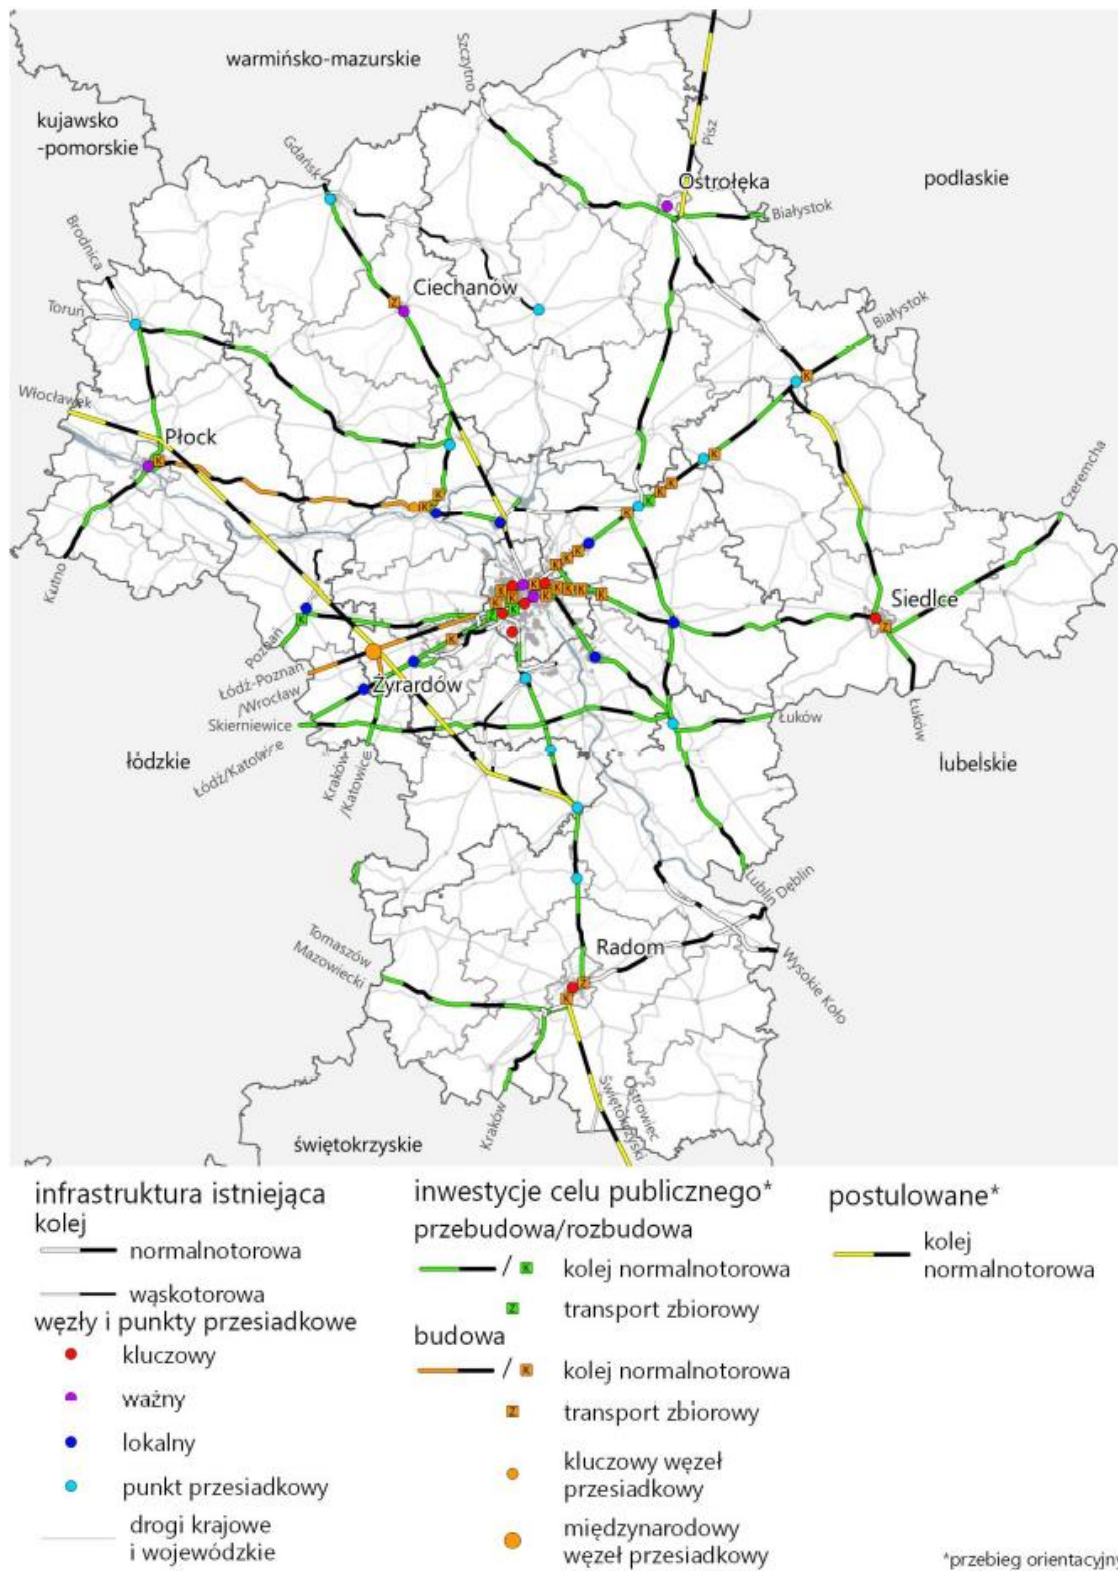 warmińsko-mazurskie
kujawsko
-pomorskie
Szczytno
Pisz
podlaskie
Gdańsk
Ostrołęka
Białystok
Brodnica
Ciechanów
Toruń
Białystok
Włocławek
Płock
Czeremcha
Kutno
Siedlce
Poznań
Łódź-Poznan
/Wrocław
Żyrardów
Skierniewice
Łuków
Łuków
łódzkie
Łódź/Katowice
Kraków
/Katowice
lubelskie
Lublin
Dęblin
Tomaszów
Mazowiecki
Radom
Wysokie Koło
Kraków
Ostrowiec
Świętokrzyski
świętokrzyskie
infrastruktura istniejąca
kolej
normalnotorowa
wąskotorowa
węzły i punkty przesiadkowe
kluczowy
ważny
lokalny
punkt przesiadkowy
drogi krajowe
i wojewódzkie
inwestycje celu publicznego*
przebudowa/rozbudowa
/ K kolej normalnotorowa
Z transport zbiorowy
budowa
/ K kolej normalnotorowa
Z transport zbiorowy
kluczowy węzeł
przesiadkowy
międzynarodowy
węzeł przesiadkowy
postulowane*
kolej
normalnotorowa
*przebieg orientacyjny